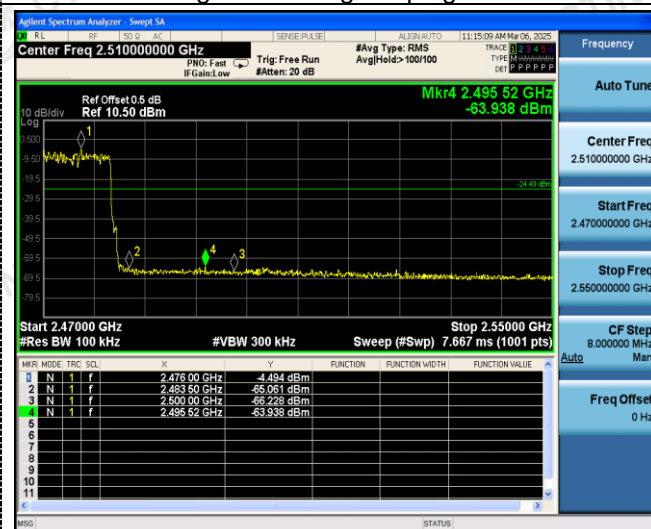 Agilent Spectrum Analyzer - Swept SA
RL RF 50 Ω AC SENSE:PULSE ALIGN AUTO 11:15:09 AM Mar 06, 2025
Center Freq 2.510000000 GHz
PNO: Fast
IFGain:Low
Trig: Free Run
#Atten: 20 dB
#Avg Type: RMS
Avg|Hold:> 100/100
TRACE 1 2 3 4 5 6
TYPE M
DET P P P P P P
Ref Offset 0.5 dB
10 dB/div Ref 10.50 dBm
Log
Mkr4 2.495 52 GHz
-63.938 dBm
0.500
-9.50
-19.5
-29.5
-39.5
-49.5
-59.5
-69.5
-79.5
-24.49 dBm
1
2
4
3
Start 2.47000 GHz Stop 2.55000 GHz
#Res BW 100 kHz #VBW 300 kHz Sweep (#Swp) 7.667 ms (1001 pts)
MKR MODE TRC SCL X Y FUNCTION FUNCTION WIDTH FUNCTION VALUE
1 N 1 f 2.476 00 GHz -4.494 dBm
2 N 1 f 2.483 50 GHz -65.061 dBm
3 N 1 f 2.500 00 GHz -66.228 dBm
4 N 1 f 2.495 52 GHz -63.938 dBm
5
6
7
8
9
10
11
MSG STATUS
Frequency
Auto Tune
Center Freq
2.510000000 GHz
Start Freq
2.470000000 GHz
Stop Freq
2.550000000 GHz
CF Step
8.000000 MHz
Auto Man
Freq Offset
0 Hz